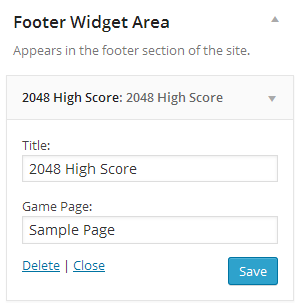 Footer Widget Area
Appears in the footer section of the site.
2048 High Score: 2048 High Score
Title:
2048 High Score
Game Page:
Sample Page
Delete | Close
Save